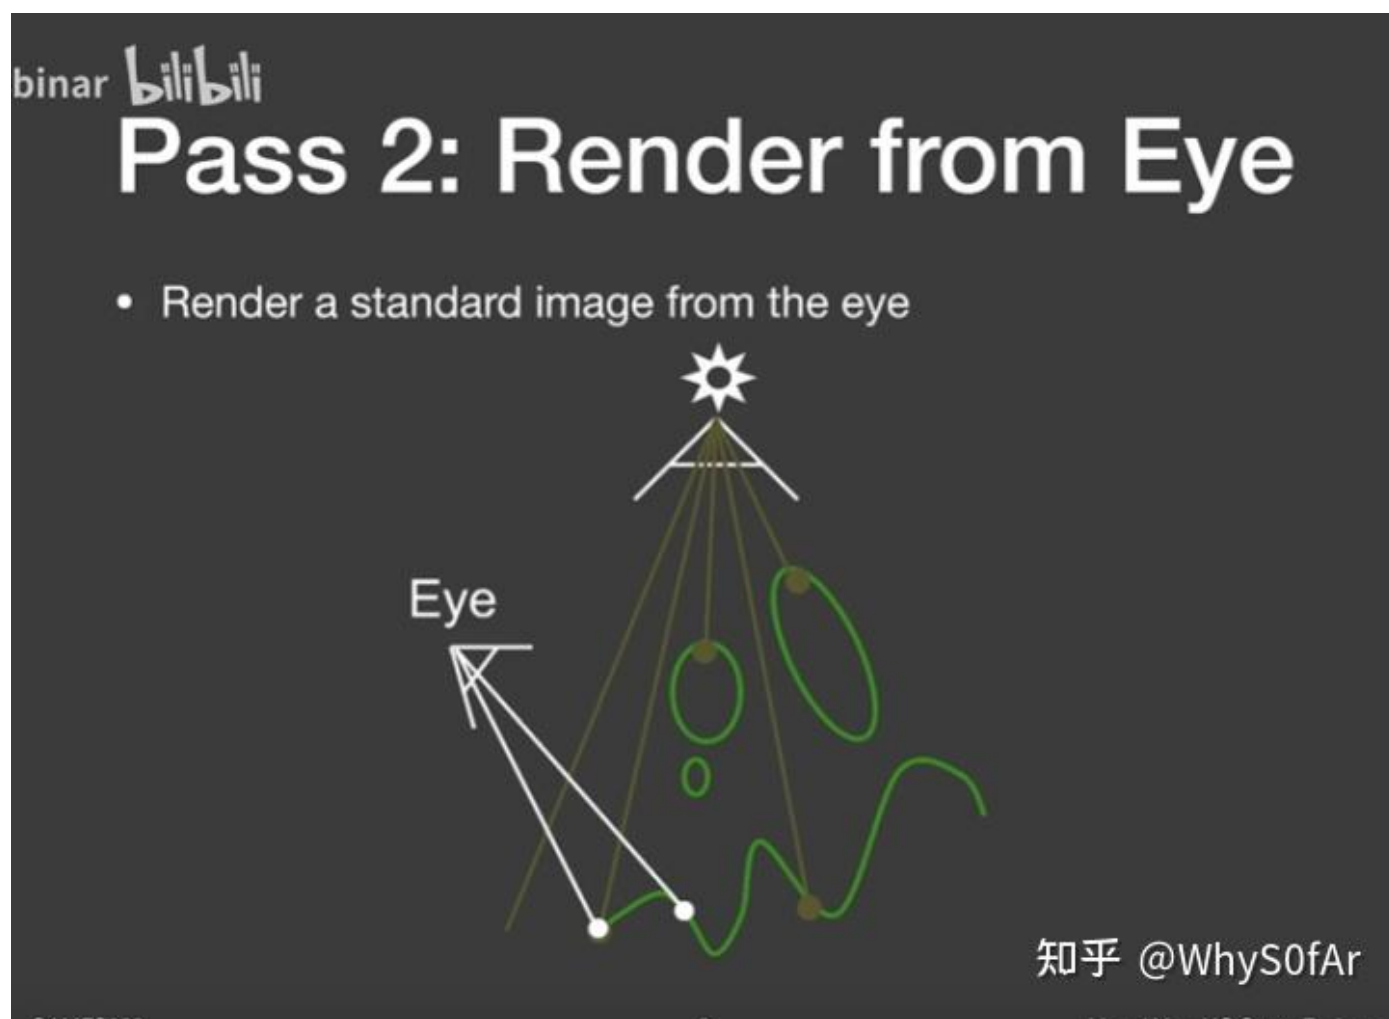 binar bilibili
Pass 2: Render from Eye
• Render a standard image from the eye
Eye
知乎 @WhyS0fAr